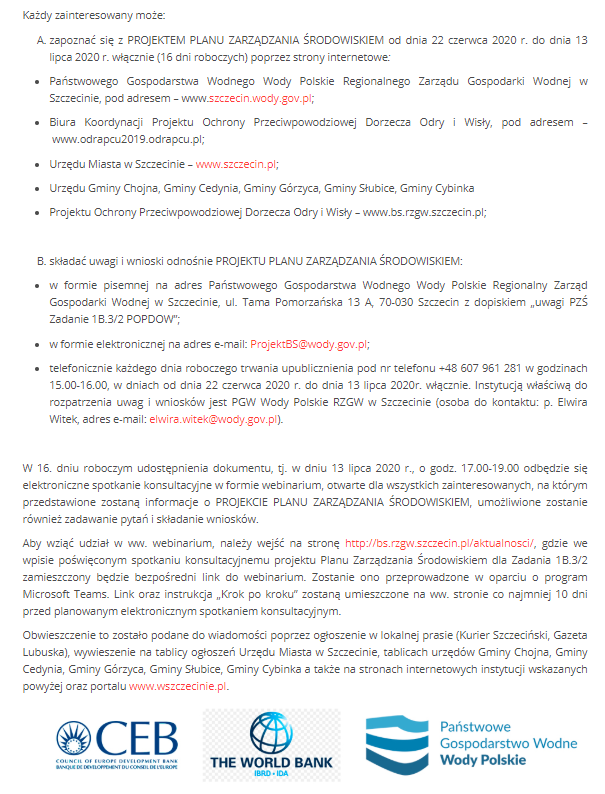 Każdy zainteresowany może:
A. zapoznać się z PROJEKTEM PLANU ZARZĄDZANIA ŚRODOWISKIEM od dnia 22 czerwca 2020 r. do dnia 13
lipca 2020 r. włącznie (16 dni roboczych) poprzez strony internetowe:
• Państwowego Gospodarstwa Wodnego Wody Polskie Regionalnego Zarządu Gospodarki Wodnej w
Szczecinie, pod adresem – www.szczecin.wody.gov.pl;
• Biura Koordynacji Projektu Ochrony Przeciwpowodziowej Dorzecza Odry i Wisły, pod adresem –
www.odrapcu2019.odrapcu.pl;
• Urzędu Miasta w Szczecinie – www.szczecin.pl;
• Urzędu Gminy Chojna, Gminy Cedynia, Gminy Górzyca, Gminy Słubice, Gminy Cybinka
• Projektu Ochrony Przeciwpowodziowej Dorzecza Odry i Wisły – www.bs.rzgw.szczecin.pl;
B. składać uwagi i wnioski odnośnie PROJEKTU PLANU ZARZĄDZANIA ŚRODOWISKIEM:
• w formie pisemnej na adres Państwowego Gospodarstwa Wodnego Wody Polskie Regionalny Zarząd
Gospodarki Wodnej w Szczecinie, ul. Tama Pomorzańska 13 A, 70-030 Szczecin z dopiskiem „uwagi PZŚ
Zadanie 1B.3/2 POPDOW”;
• w formie elektronicznej na adres e-mail: ProjektBS@wody.gov.pl;
• telefonicznie każdego dnia roboczego trwania upublicznienia pod nr telefonu +48 607 961 281 w godzinach
15.00-16.00, w dniach od dnia 22 czerwca 2020 r. do dnia 13 lipca 2020r. włącznie. Instytucją właściwą do
rozpatrzenia uwag i wniosków jest PGW Wody Polskie RZGW w Szczecinie (osoba do kontaktu: p. Elwira
Witek, adres e-mail: elwira.witek@wody.gov.pl).
W 16. dniu roboczym udostępnienia dokumentu, tj. w dniu 13 lipca 2020 r., o godz. 17.00-19.00 odbędzie się
elektroniczne spotkanie konsultacyjne w formie webinarium, otwarte dla wszystkich zainteresowanych, na którym
przedstawione zostaną informacje o PROJEKCIE PLANU ZARZĄDZANIA ŚRODOWISKIEM, umożliwione zostanie
również zadawanie pytań i składanie wniosków.
Aby wziąć udział w ww. webinarium, należy wejść na stronę http://bs.rzgw.szczecin.pl/aktualnosci/, gdzie we
wpisie poświęconym spotkaniu konsultacyjnemu projektu Planu Zarządzania Środowiskiem dla Zadania 1B.3/2
zamieszczony będzie bezpośredni link do webinarium. Zostanie ono przeprowadzone w oparciu o program
Microsoft Teams. Link oraz instrukcja „Krok po kroku” zostaną umieszczone na ww. stronie co najmniej 10 dni
przed planowanym elektronicznym spotkaniem konsultacyjnym.
Obwieszczenie to zostało podane do wiadomości poprzez ogłoszenie w lokalnej prasie (Kurier Szczeciński, Gazeta
Lubuska), wywieszenie na tablicy ogłoszeń Urzędu Miasta w Szczecinie, tablicach urzędów Gminy Chojna, Gminy
Cedynia, Gminy Górzyca, Gminy Słubice, Gminy Cybinka a także na stronach internetowych instytucji wskazanych
powyżej oraz portalu www.wszczecinie.pl.
CEB
COUNCIL OF EUROPE DEVELOPMENT BANK
BANQUE DE DÉVELOPPEMENT DU CONSEIL DE L'EUROPE
THE WORLD BANK
IBRD • IDA
Państwowe
Gospodarstwo Wodne
Wody Polskie